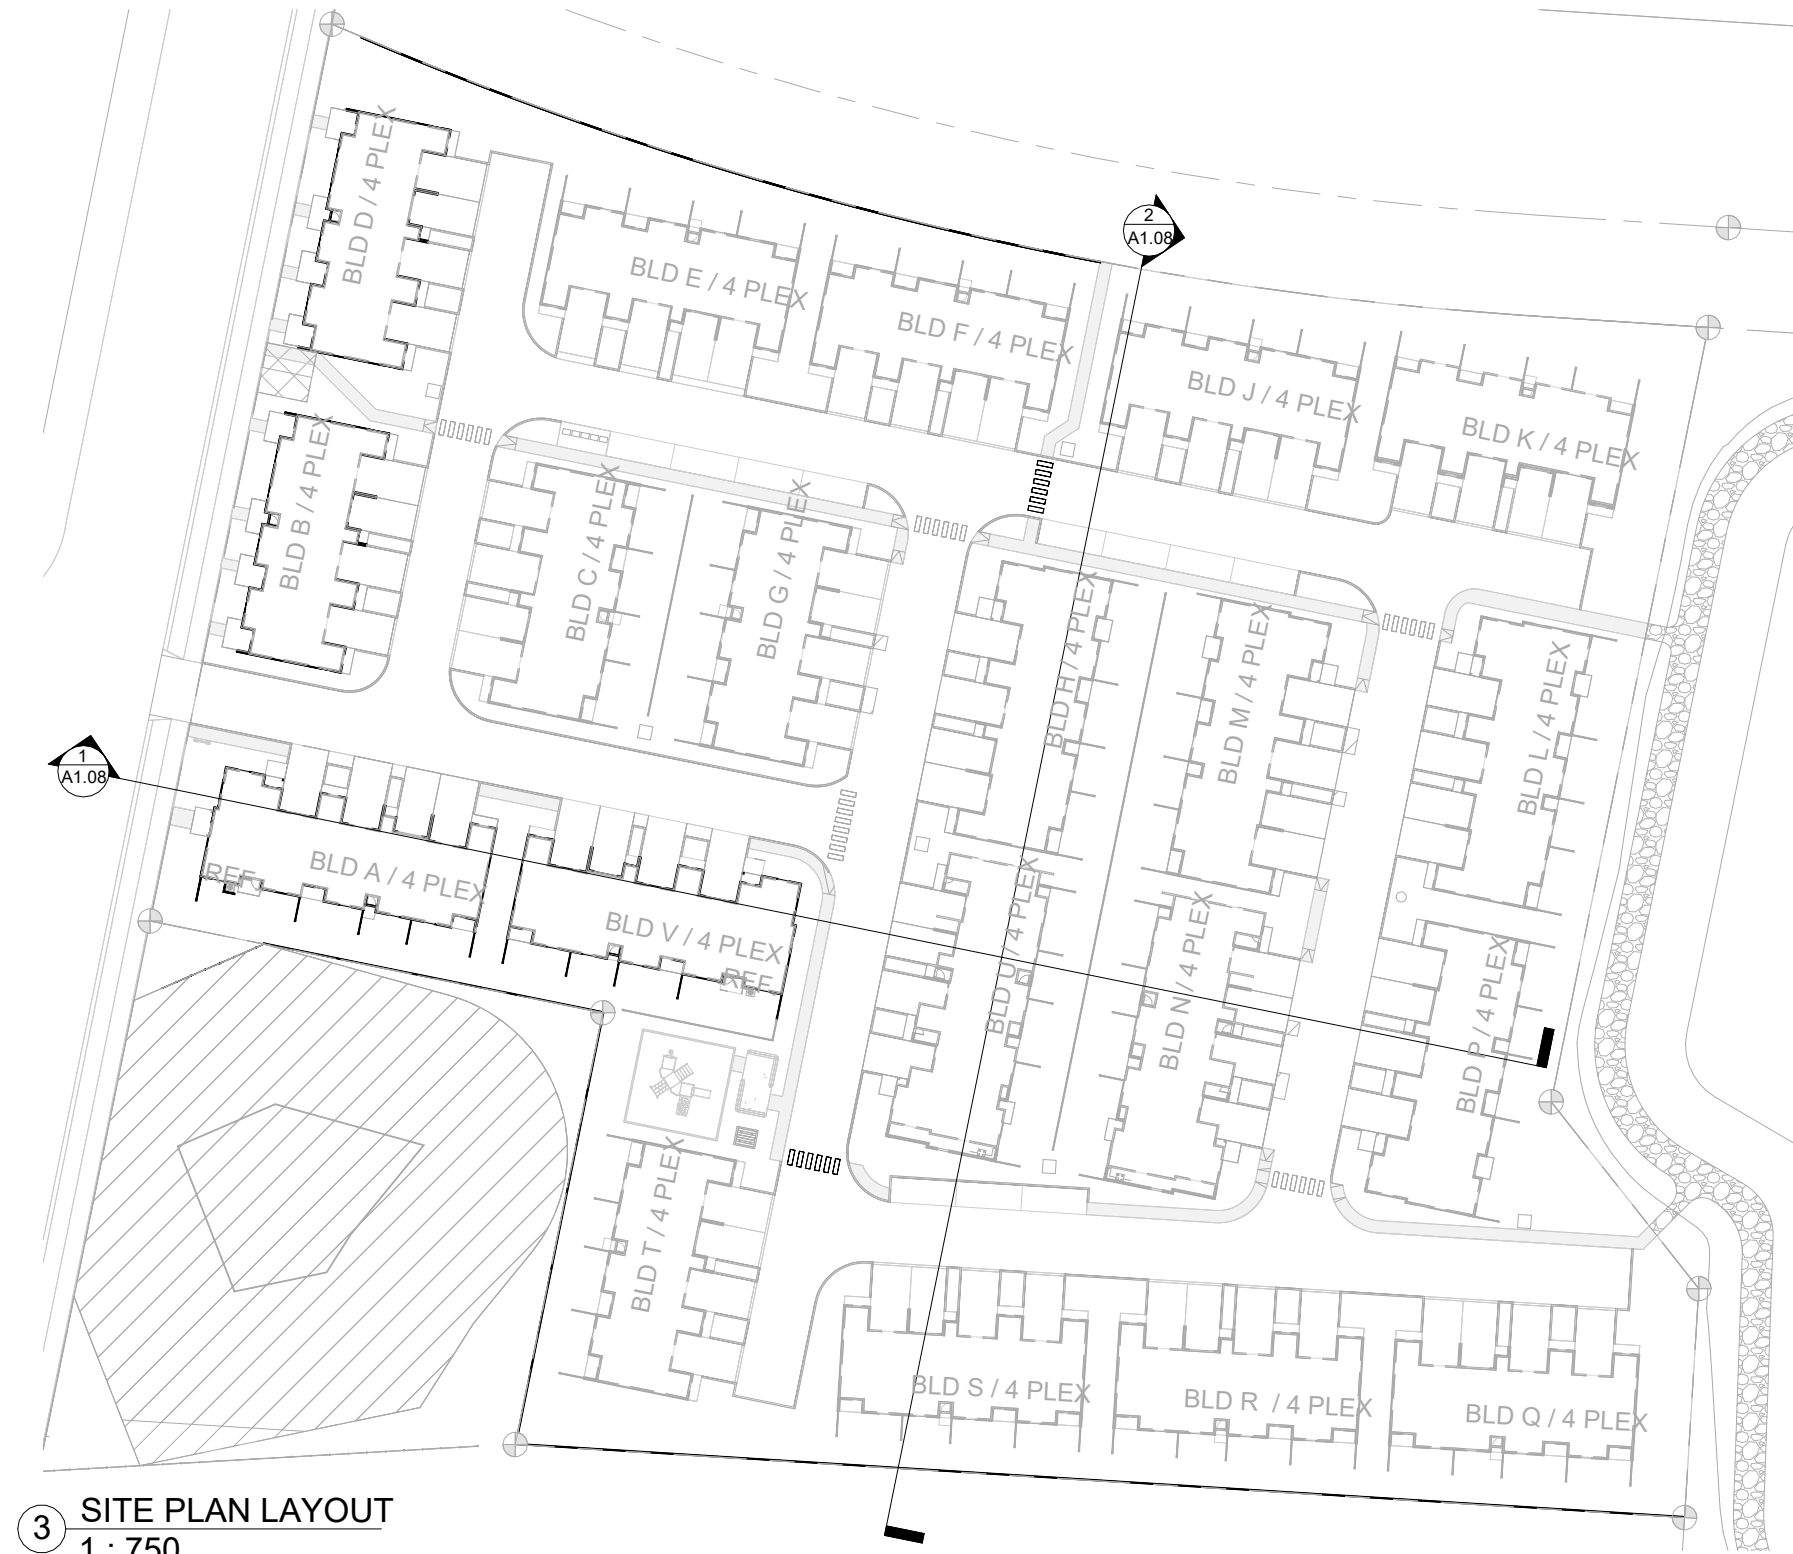 BLD D / 4 PLEX
2
A1.08
BLD E / 4 PLEX
BLD F / 4 PLEX
BLD J / 4 PLEX
BLD K / 4 PLEX
BLD B / 4 PLEX
BLD C / 4 PLEX
BLD G / 4 PLEX
BLD H / 4 PLEX
BLD M / 4 PLEX
BLD L / 4 PLEX
1
A1.08
REF
BLD A / 4 PLEX
BLD V / 4 PLEX
REF
BLD U / 4 PLEX
BLD N / 4 PLEX
BLD P / 4 PLEX
BLD T / 4 PLEX
BLD S / 4 PLEX
BLD R / 4 PLEX
BLD Q / 4 PLEX
3
SITE PLAN LAYOUT
1 : 750